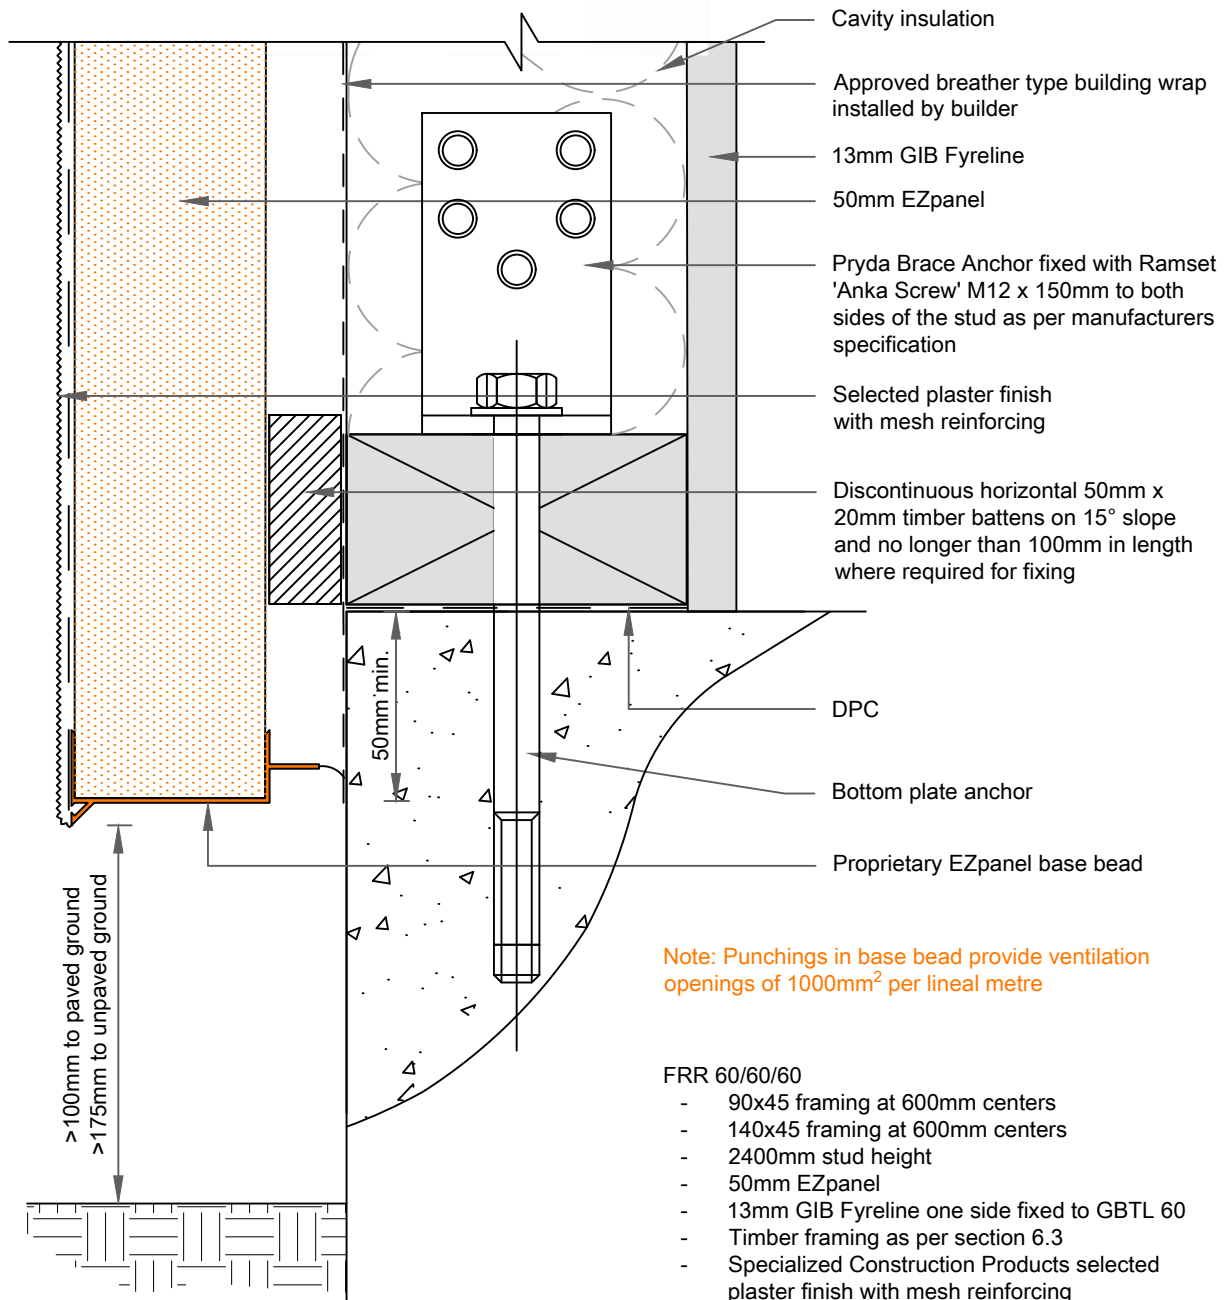 Cavity insulation
Approved breather type building wrap
installed by builder
13mm GIB Fyreline
50mm EZpanel
Pryda Brace Anchor fixed with Ramset
'Anka Screw' M12 x 150mm to both
sides of the stud as per manufacturers
specification
Selected plaster finish
with mesh reinforcing
Discontinuous horizontal 50mm x
20mm timber battens on 15° slope
and no longer than 100mm in length
where required for fixing
50mm min.
DPC
Bottom plate anchor
Proprietary EZpanel base bead
>100mm to paved ground
>175mm to unpaved ground
Note: Punchings in base bead provide ventilation
openings of 1000mm² per lineal metre
FRR 60/60/60
- 90x45 framing at 600mm centers
- 140x45 framing at 600mm centers
- 2400mm stud height
- 50mm EZpanel
- 13mm GIB Fyreline one side fixed to GBTL 60
- Timber framing as per section 6.3
- Specialized Construction Products selected
plaster finish with mesh reinforcing